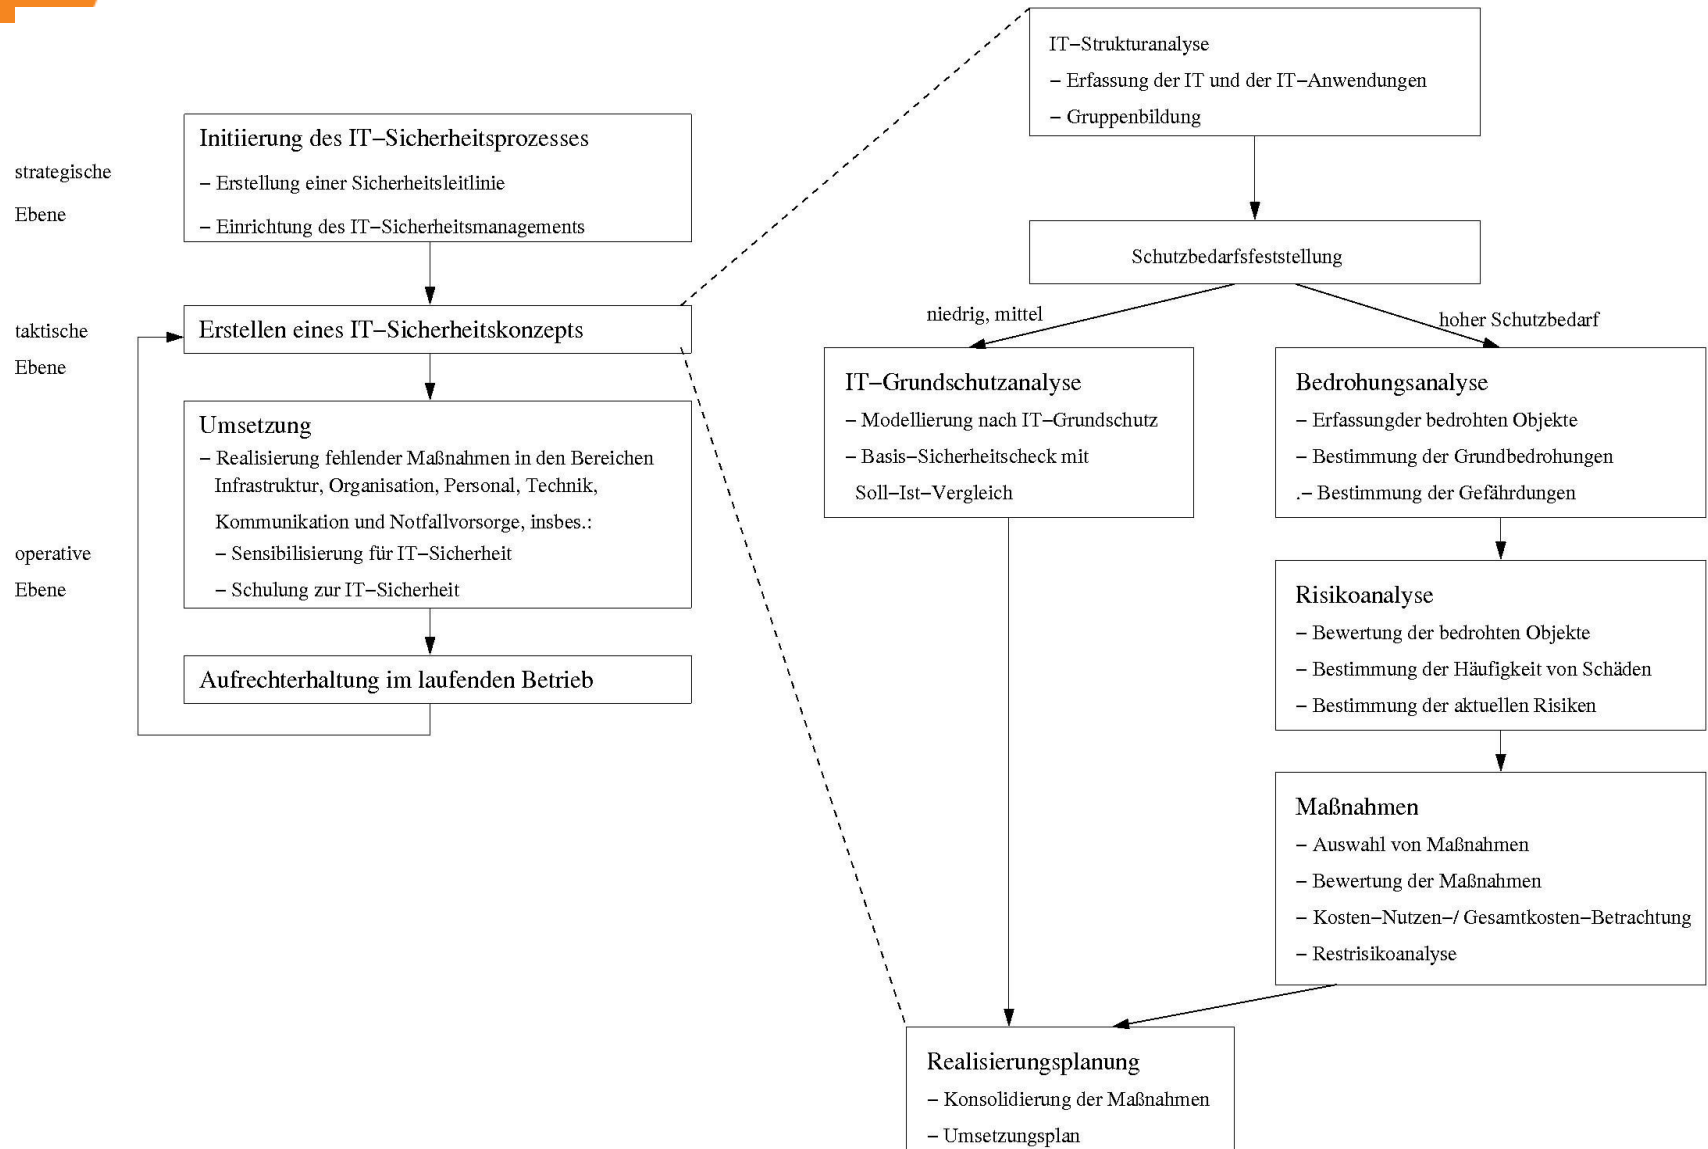 strategische
Ebene
Initiierung des IT–Sicherheitsprozesses
– Erstellung einer Sicherheitsleitlinie
– Einrichtung des IT–Sicherheitsmanagements
taktische
Ebene
Erstellen eines IT–Sicherheitskonzepts
operative
Ebene
Umsetzung
– Realisierung fehlender Maßnahmen in den Bereichen
Infrastruktur, Organisation, Personal, Technik,
Kommunikation und Notfallvorsorge, insbes.:
– Sensibilisierung für IT–Sicherheit
– Schulung zur IT–Sicherheit
Aufrechterhaltung im laufenden Betrieb
IT–Strukturanalyse
– Erfassung der IT und der IT–Anwendungen
– Gruppenbildung
Schutzbedarfsfeststellung
niedrig, mittel
hoher Schutzbedarf
IT–Grundschutzanalyse
– Modellierung nach IT–Grundschutz
– Basis–Sicherheitscheck mit
Soll–Ist–Vergleich
Bedrohungsanalyse
– Erfassungder bedrohten Objekte
– Bestimmung der Grundbedrohungen
.– Bestimmung der Gefährdungen
Risikoanalyse
– Bewertung der bedrohten Objekte
– Bestimmung der Häufigkeit von Schäden
– Bestimmung der aktuellen Risiken
Maßnahmen
– Auswahl von Maßnahmen
– Bewertung der Maßnahmen
– Kosten–Nutzen–/ Gesamtkosten–Betrachtung
– Restrisikoanalyse
Realisierungsplanung
– Konsolidierung der Maßnahmen
– Umsetzungsplan